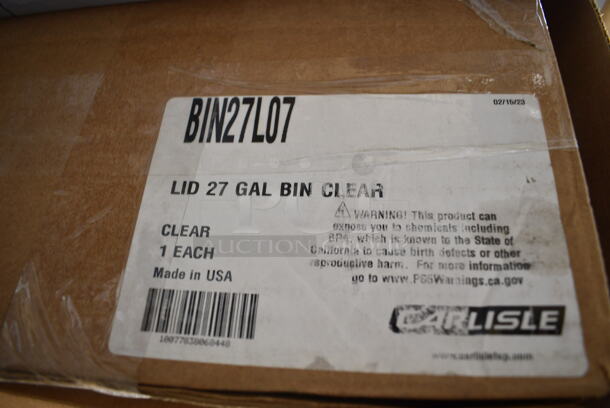 BIN27L07
02/15/23
LID 27 GAL BIN CLEAR
CLEAR
1 EACH
Made in USA
WARNING! This product can
expose you to chemicals including
BPA, which is known to the State of
California to cause birth defects or other
reproductive harm. For more information
go to www.P65Warnings.ca.gov
10077838060448
CARLISLE
www.carlislefsp.com